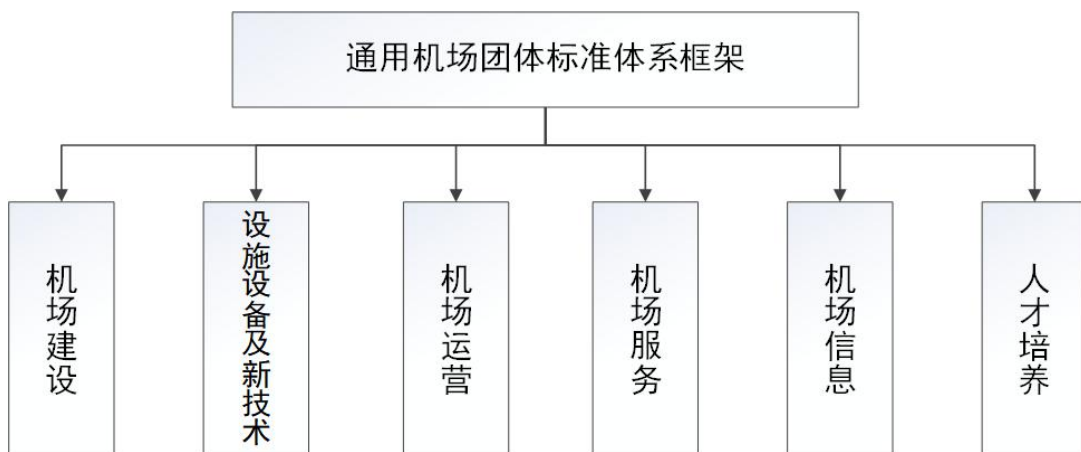 通用机场团体标准体系框架
机场建设
设施设备及新技术
机场运营
机场服务
机场信息
人才培养